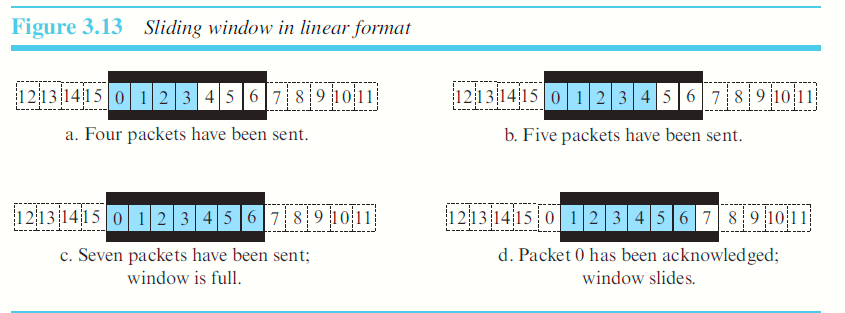 Figure 3.13 Sliding window in linear format
12 13 14 15 0 1 2 3 4 5 6 7 8 9 10 11
a. Four packets have been sent.
12 13 14 15 0 1 2 3 4 5 6 7 8 9 10 11
b. Five packets have been sent.
12 13 14 15 0 1 2 3 4 5 6 7 8 9 10 11
c. Seven packets have been sent;
window is full.
12 13 14 15 0 1 2 3 4 5 6 7 8 9 10 11
d. Packet 0 has been acknowledged;
window slides.